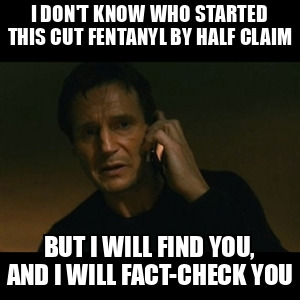 I DON'T KNOW WHO STARTED
THIS CUT FENTANYL BY HALF CLAIM
BUT I WILL FIND YOU,
AND I WILL FACT-CHECK YOU